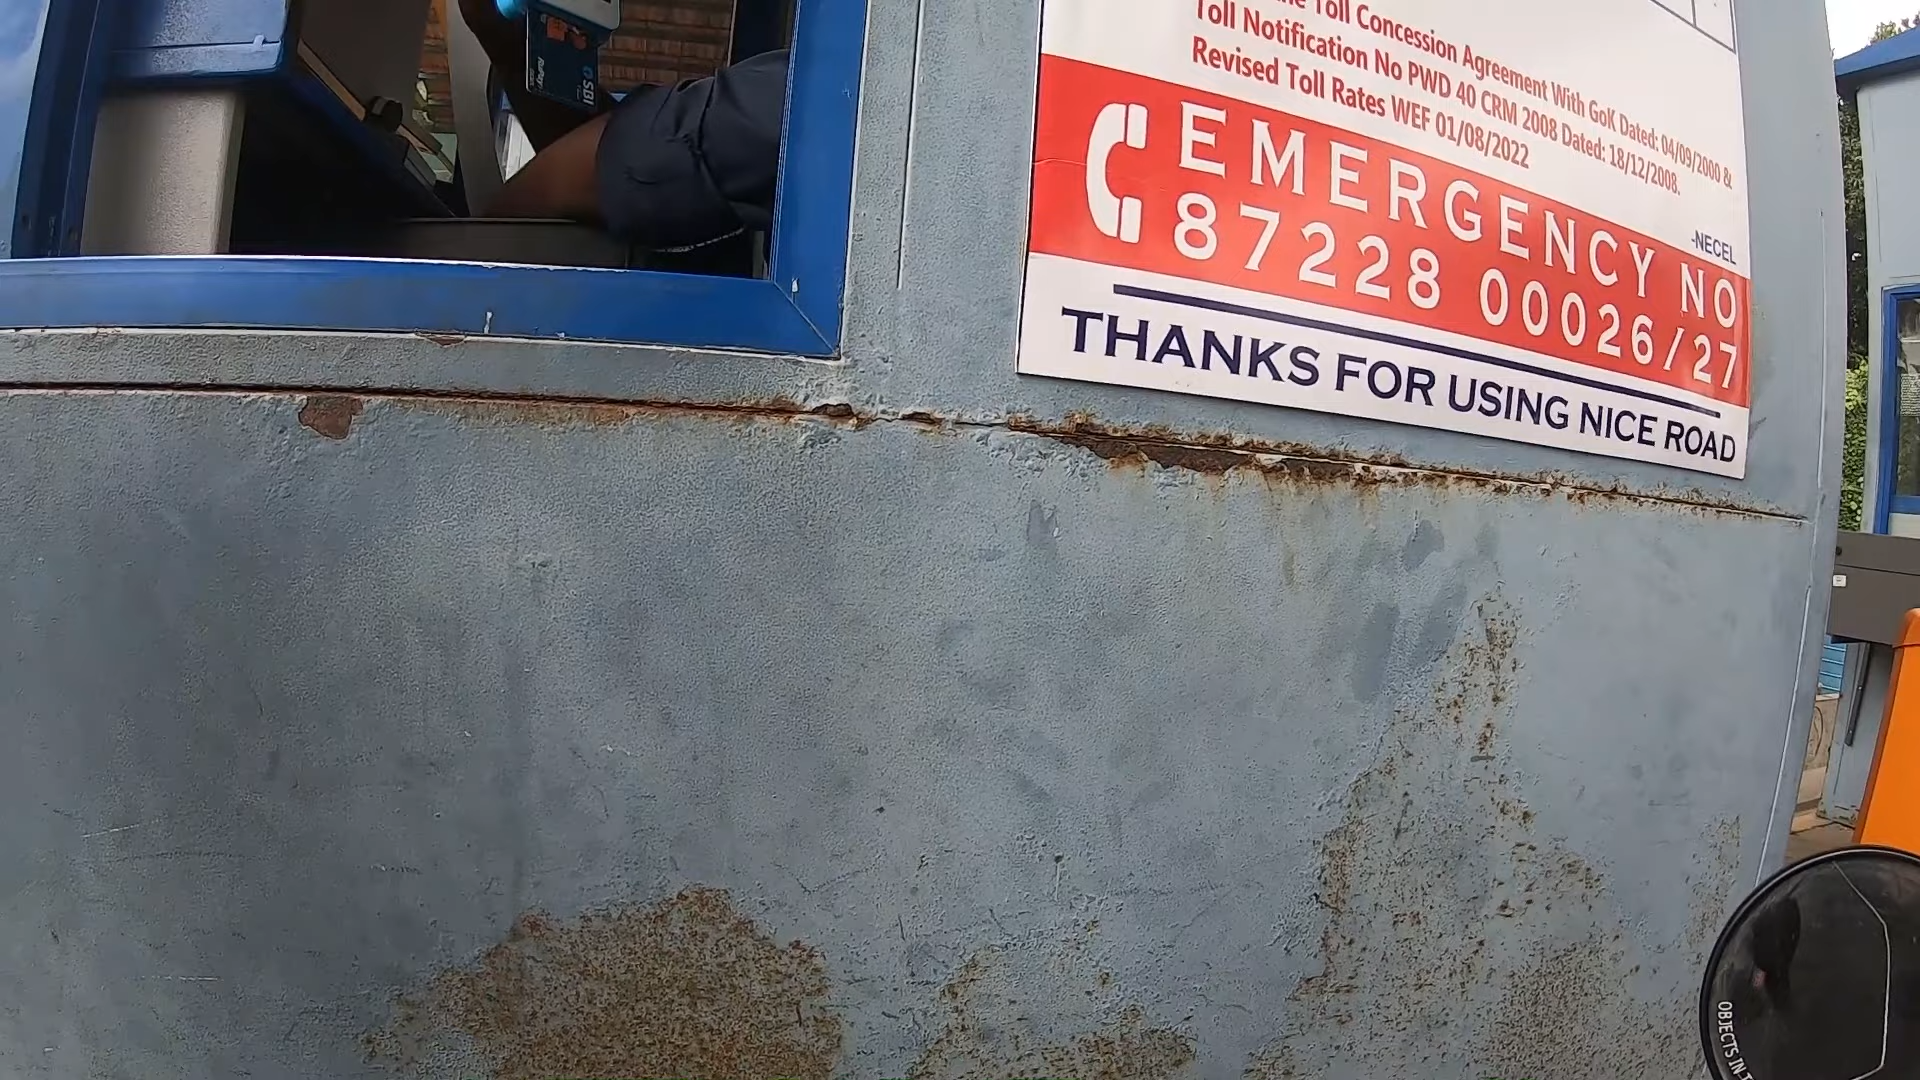 Toll Concession Agreement With GoK Dated: 04/09/2000 &
Toll Notification No PWD 40 CRM 2008 Dated: 18/12/2008.
Revised Toll Rates WEF 01/08/2022
-NECEL
EMERGENCY NO
87228 00026/27
THANKS FOR USING NICE ROAD
SBI
RuPay
OBJECTS IN